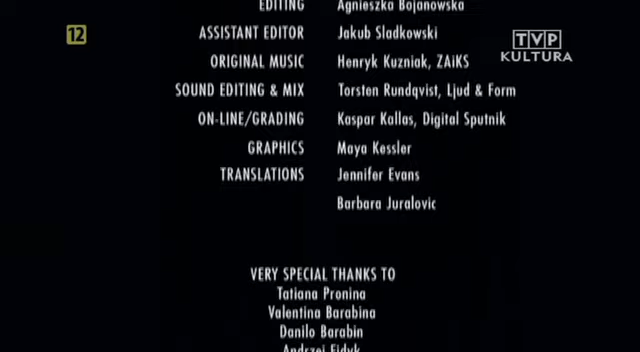 12
TVP
KULTURA
EDITING Agnieszka Bojanowska
ASSISTANT EDITOR Jakub Sladkowski
ORIGINAL MUSIC Henryk Kuzniak, ZAiKS
SOUND EDITING & MIX Torsten Rundqvist, Ljud & Form
ON-LINE/GRADING Kaspar Kallas, Digital Sputnik
GRAPHICS Maya Kessler
TRANSLATIONS Jennifer Evans
Barbara Juralovic
VERY SPECIAL THANKS TO
Tatiana Pronina
Valentina Barabina
Danilo Barabin
Andrzej Fidyk